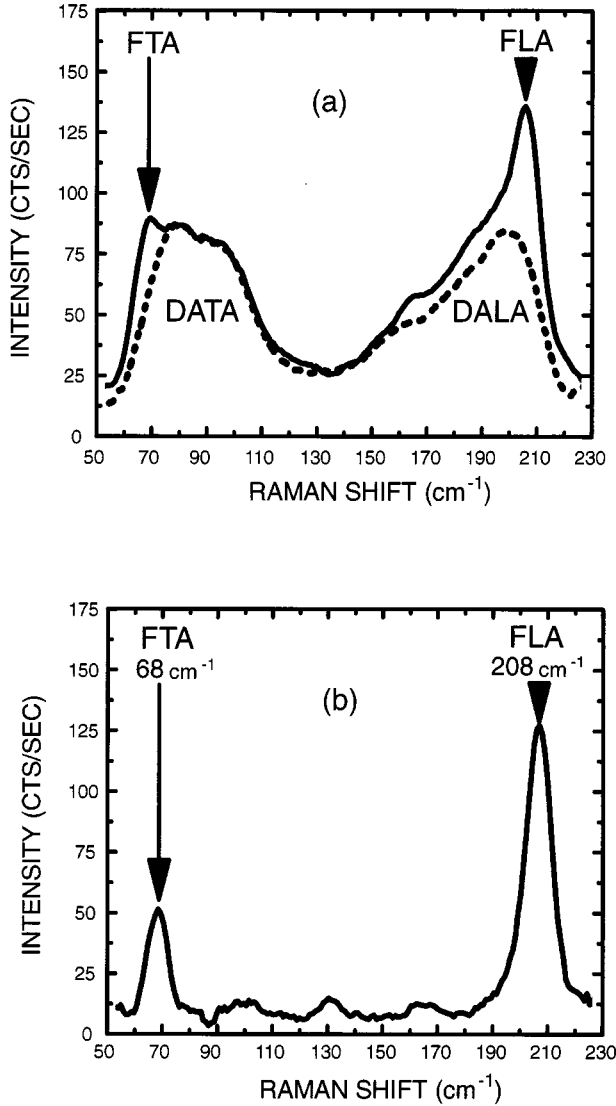 175
150
125
100
75
50
25
0
INTENSITY (CTS/SEC)
FTA
FLA
(a)
DATA
DALA
50 70 90 110 130 150 170 190 210 230
RAMAN SHIFT (cm-1)
175
150
125
100
75
50
25
0
INTENSITY (CTS/SEC)
FTA
68 cm-1
FLA
208 cm-1
(b)
50 70 90 110 130 150 170 190 210 230
RAMAN SHIFT (cm-1)